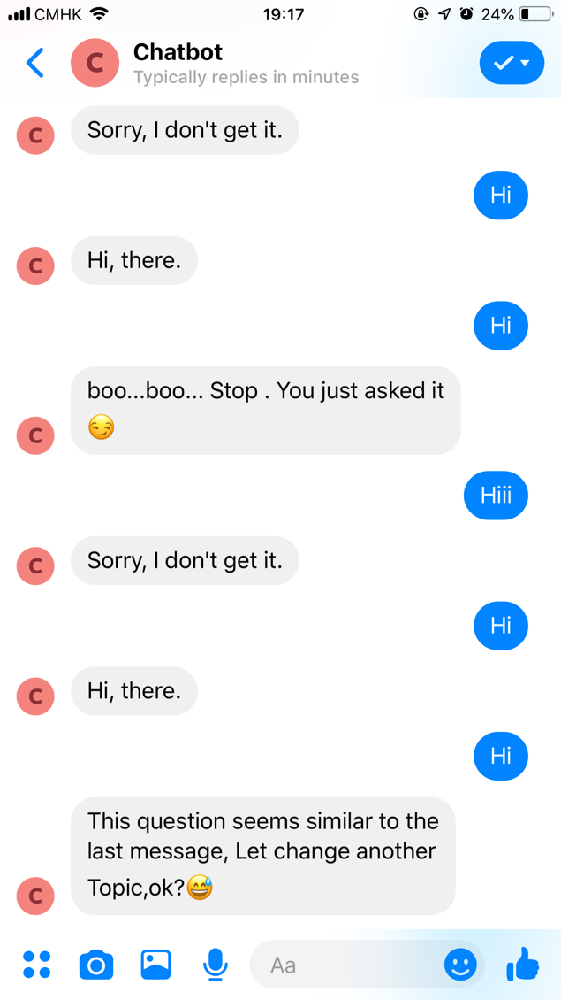 CMHK 19:17 24%
C Chatbot
Typically replies in minutes
C Sorry, I don't get it.
Hi
C Hi, there.
Hi
boo...boo... Stop . You just asked it
C 😏
Hiii
C Sorry, I don't get it.
Hi
C Hi, there.
Hi
This question seems similar to the
last message, Let change another
C Topic,ok?😅
Aa